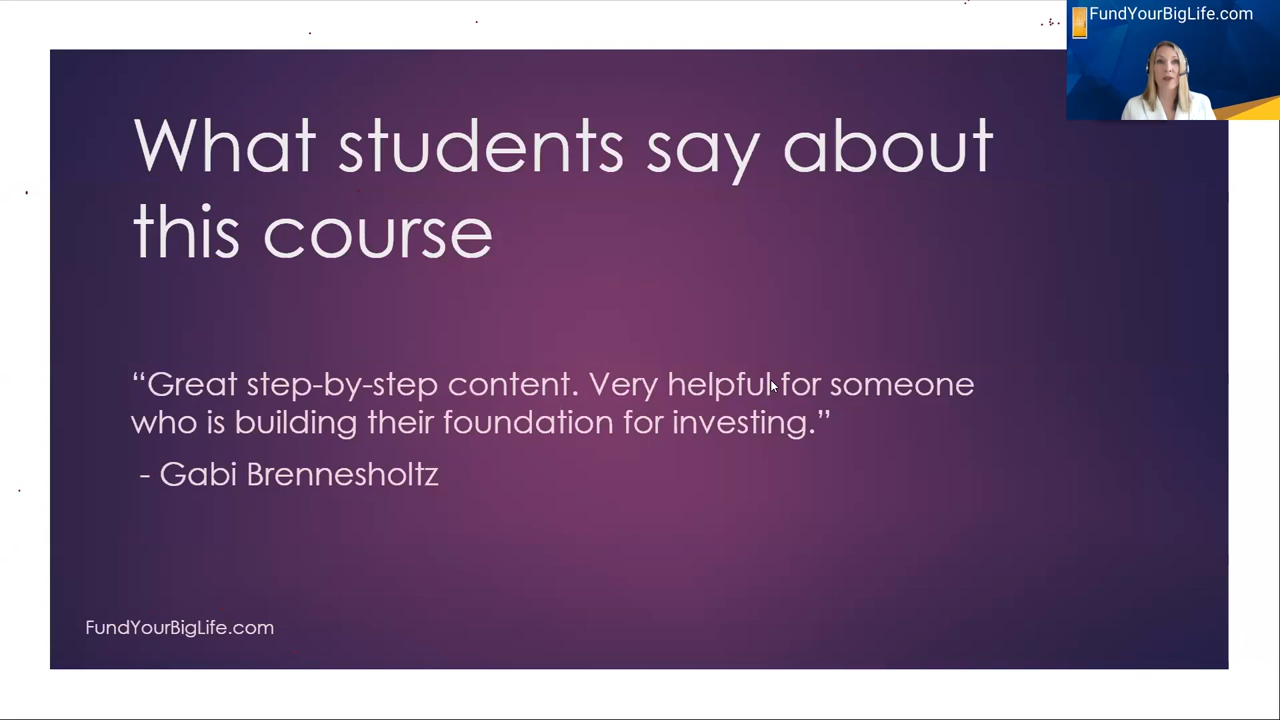 FundYourBigLife.com
What students say about
this course
“Great step-by-step content. Very helpful for someone
who is building their foundation for investing.”
- Gabi Brennesholtz
FundYourBigLife.com